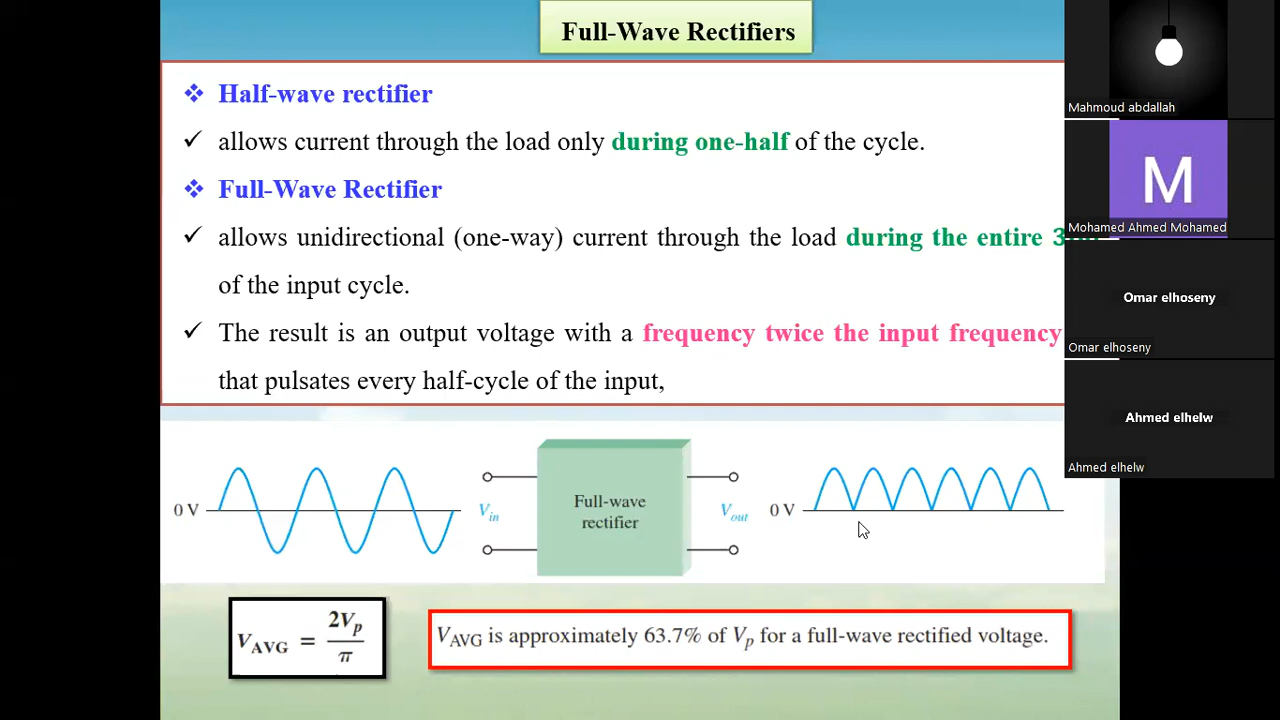 Full-Wave Rectifiers
❖ Half-wave rectifier
✓ allows current through the load only during one-half of the cycle.
❖ Full-Wave Rectifier
✓ allows unidirectional (one-way) current through the load during the entire
of the input cycle.
✓ The result is an output voltage with a frequency twice the input frequency
that pulsates every half-cycle of the input,
0 V
Vin
Full-wave
rectifier
Vout
0 V
VAVG = 2Vp/π
VAVG is approximately 63.7% of Vp for a full-wave rectified voltage.
Mahmoud abdallah
M
Mohamed Ahmed Mohamed
Omar elhoseny
Omar elhoseny
Ahmed elhelw
Ahmed elhelw